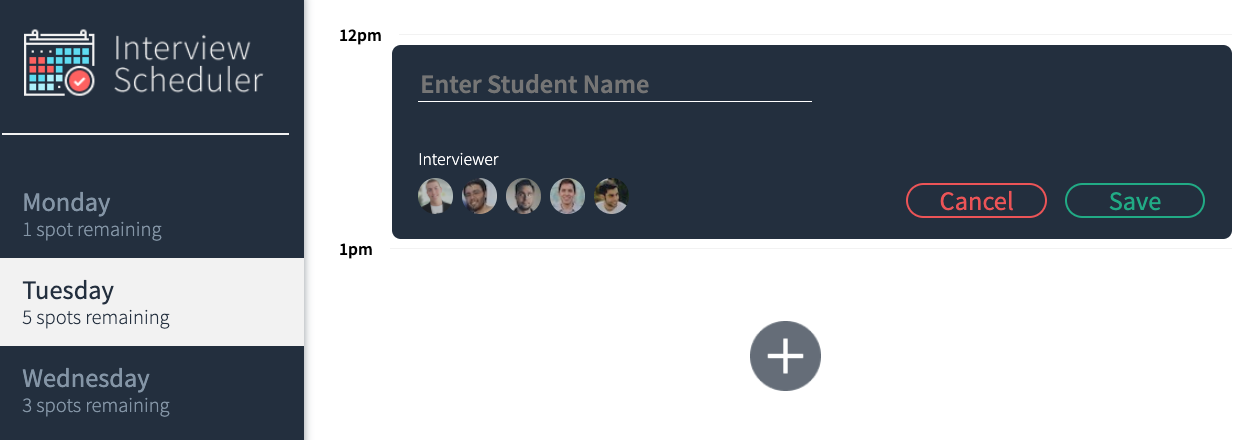 Interview
Scheduler
Monday
1 spot remaining
Tuesday
5 spots remaining
Wednesday
3 spots remaining
12pm
Enter Student Name
Interviewer
Cancel
Save
1pm